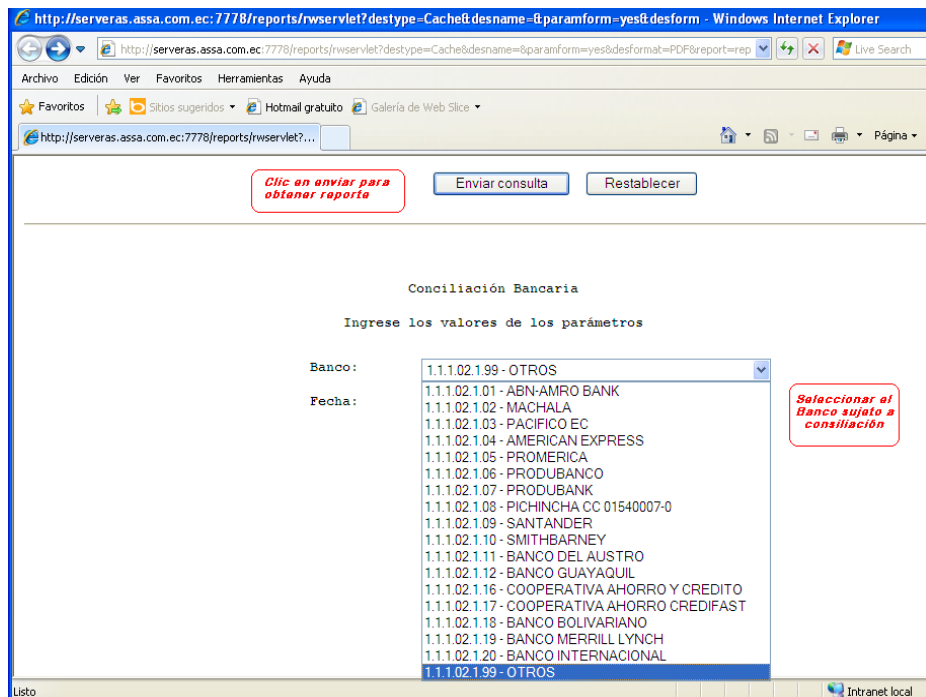 http://serveras.assa.com.ec:7778/reports/rwservlet?destype=Cache&desname=&paramform=yes&desform - Windows Internet Explorer
http://serveras.assa.com.ec:7778/reports/rwservlet?destype=Cache&desname=&paramform=yes&desformat=PDF&report=rep
Live Search
Archivo Edición Ver Favoritos Herramientas Ayuda
Favoritos Sitios sugeridos Hotmail gratuito Galería de Web Slice
http://serveras.assa.com.ec:7778/reports/rwservlet?...
Página
Clic en enviar para
obtener reporte
Enviar consulta Restablecer
Conciliación Bancaria
Ingrese los valores de los parámetros
Banco: 1.1.1.02.1.99 - OTROS
Fecha:
1.1.1.02.1.01 - ABN-AMRO BANK
1.1.1.02.1.02 - MACHALA
1.1.1.02.1.03 - PACIFICO EC
1.1.1.02.1.04 - AMERICAN EXPRESS
1.1.1.02.1.05 - PROMERICA
1.1.1.02.1.06 - PRODUBANCO
1.1.1.02.1.07 - PRODUBANK
1.1.1.02.1.08 - PICHINCHA CC 01540007-0
1.1.1.02.1.09 - SANTANDER
1.1.1.02.1.10 - SMITHBARNEY
1.1.1.02.1.11 - BANCO DEL AUSTRO
1.1.1.02.1.12 - BANCO GUAYAQUIL
1.1.1.02.1.16 - COOPERATIVA AHORRO Y CREDITO
1.1.1.02.1.17 - COOPERATIVA AHORRO CREDIFAST
1.1.1.02.1.18 - BANCO BOLIVARIANO
1.1.1.02.1.19 - BANCO MERRILL LYNCH
1.1.1.02.1.20 - BANCO INTERNACIONAL
1.1.1.02.1.99 - OTROS
Seleccionar el
Banco sujeto a
consiliación
Listo
Intranet local